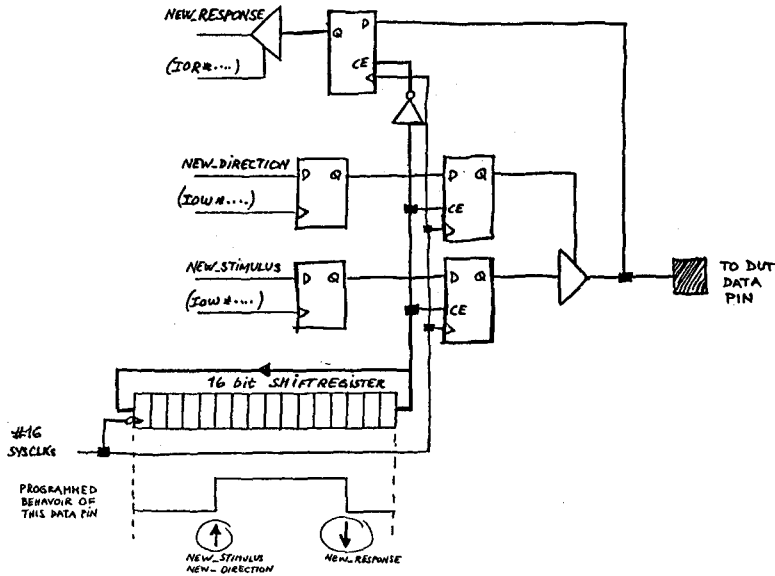 NEW_RESPONSE
Q D
(IOR*....)
CE
NEW_DIRECTION
D Q
D Q
(IOW*....)
CE
NEW_STIMULUS
D Q
D Q
TO DUT
DATA
PIN
(IOW*....)
CE
16 bit SHIFTREGISTER
#16
SYSCLKs
PROGRAMMED
BEHAVOIR OF
THIS DATA PIN
NEW_STIMULUS
NEW_DIRECTION
NEW_RESPONSE